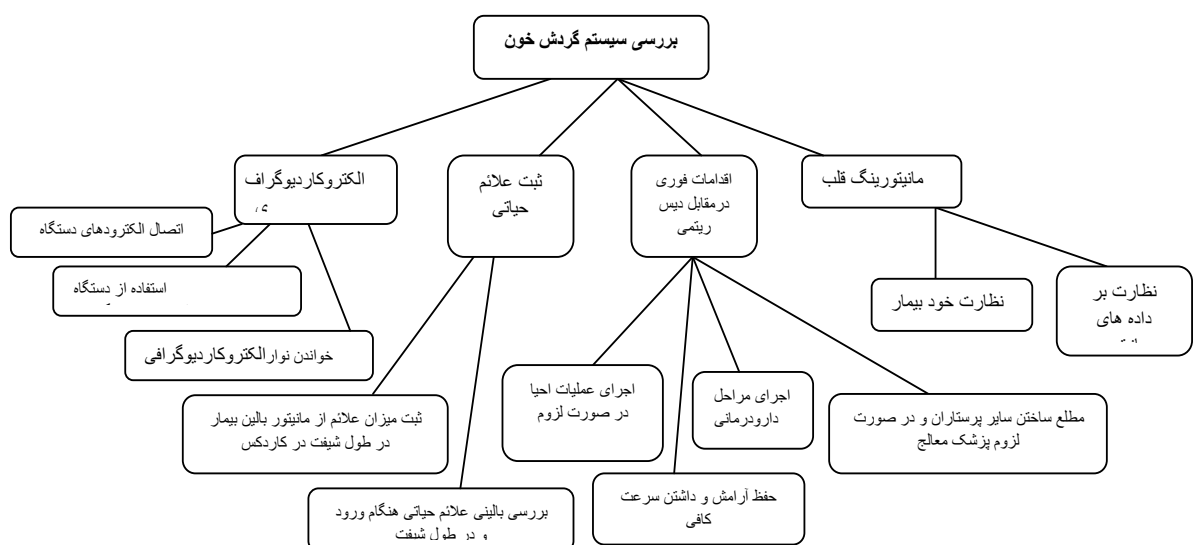 بررسی سیستم گردش خون
مانیتورینگ قلب
اقدامات فوری
درمقابل دیس
ریتمی
ثبت علائم
حیاتی
الکتروکاردیوگراف
ی
نظارت بر
داده های
نظارت خود بیمار
اتصال الکترودهای دستگاه
استفاده از دستگاه
خواندن نوارالکتروکاردیوگرافی
مطلع ساختن سایر پرستاران و در صورت
لزوم پزشک معالج
اجرای مراحل
دارودرمانی
اجرای عملیات احیا
در صورت لزوم
ثبت میزان علائم از مانیتور بالین بیمار
در طول شیفت در کاردکس
حفظ آرامش و داشتن سرعت
کافی
بررسی بالینی علائم حیاتی هنگام ورود
و در طول شیفت